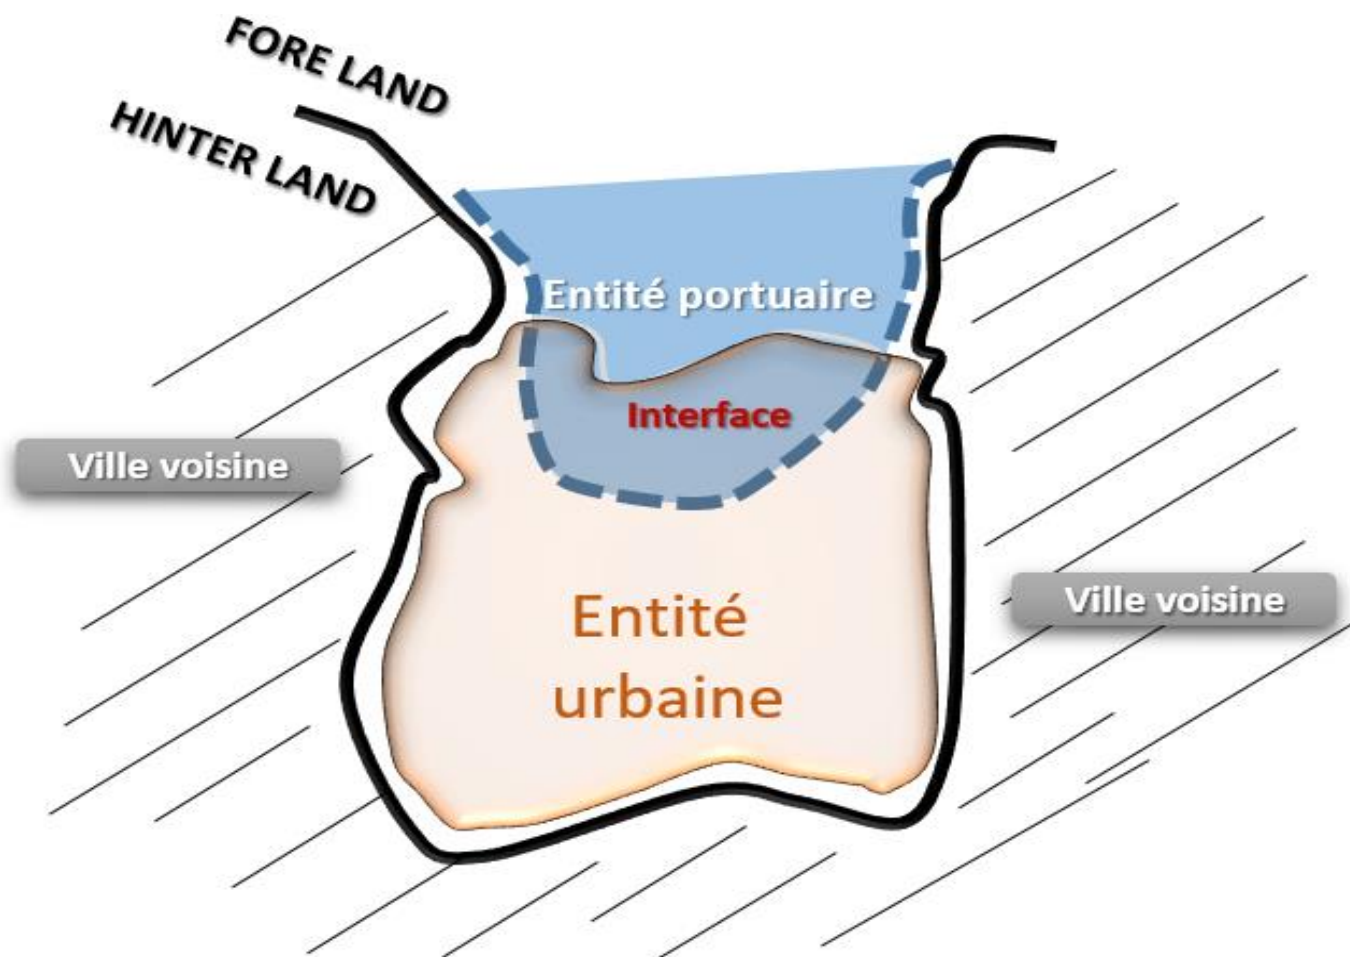 FORE LAND
HINTER LAND
Entité portuaire
Interface
Ville voisine
Entité
urbaine
Ville voisine